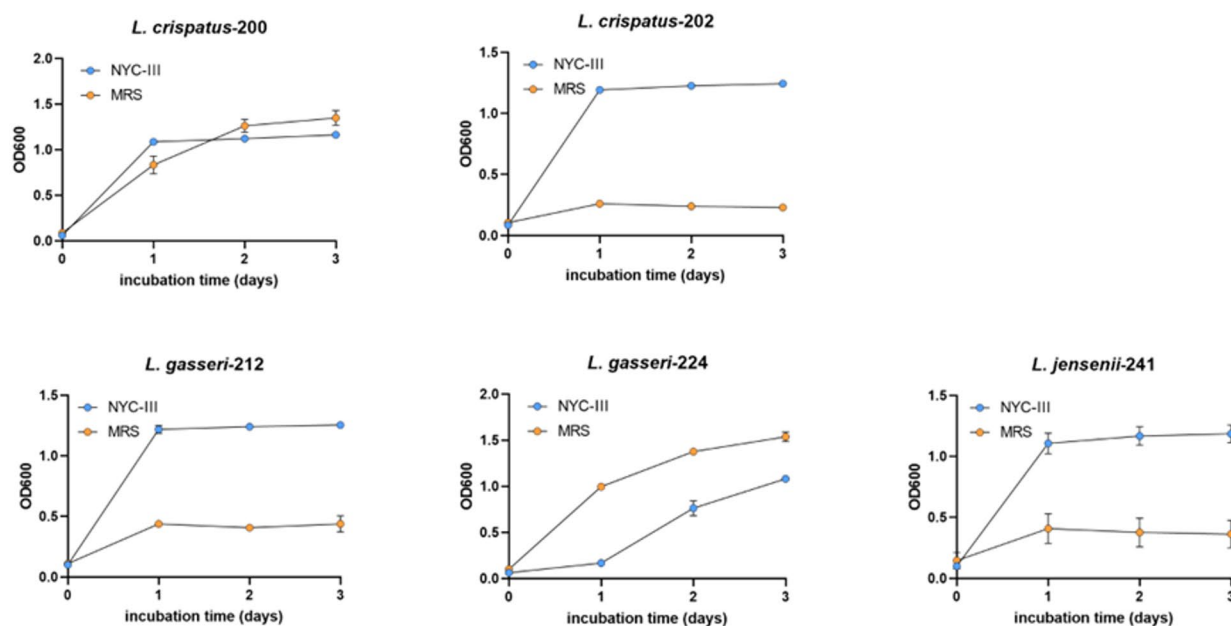 L. crispatus-200
2.0
1.5
1.0
0.5
0.0
OD600
NYC-III
MRS
0 1 2 3
incubation time (days)
L. crispatus-202
1.5
1.0
0.5
0.0
OD600
NYC-III
MRS
0 1 2 3
incubation time (days)
L. gasseri-212
1.5
1.0
0.5
0.0
OD600
NYC-III
MRS
0 1 2 3
incubation time (days)
L. gasseri-224
2.0
1.5
1.0
0.5
0.0
OD600
NYC-III
MRS
0 1 2 3
incubation time (days)
L. jensenii-241
1.5
1.0
0.5
0.0
OD600
NYC-III
MRS
0 1 2 3
incubation time (days)